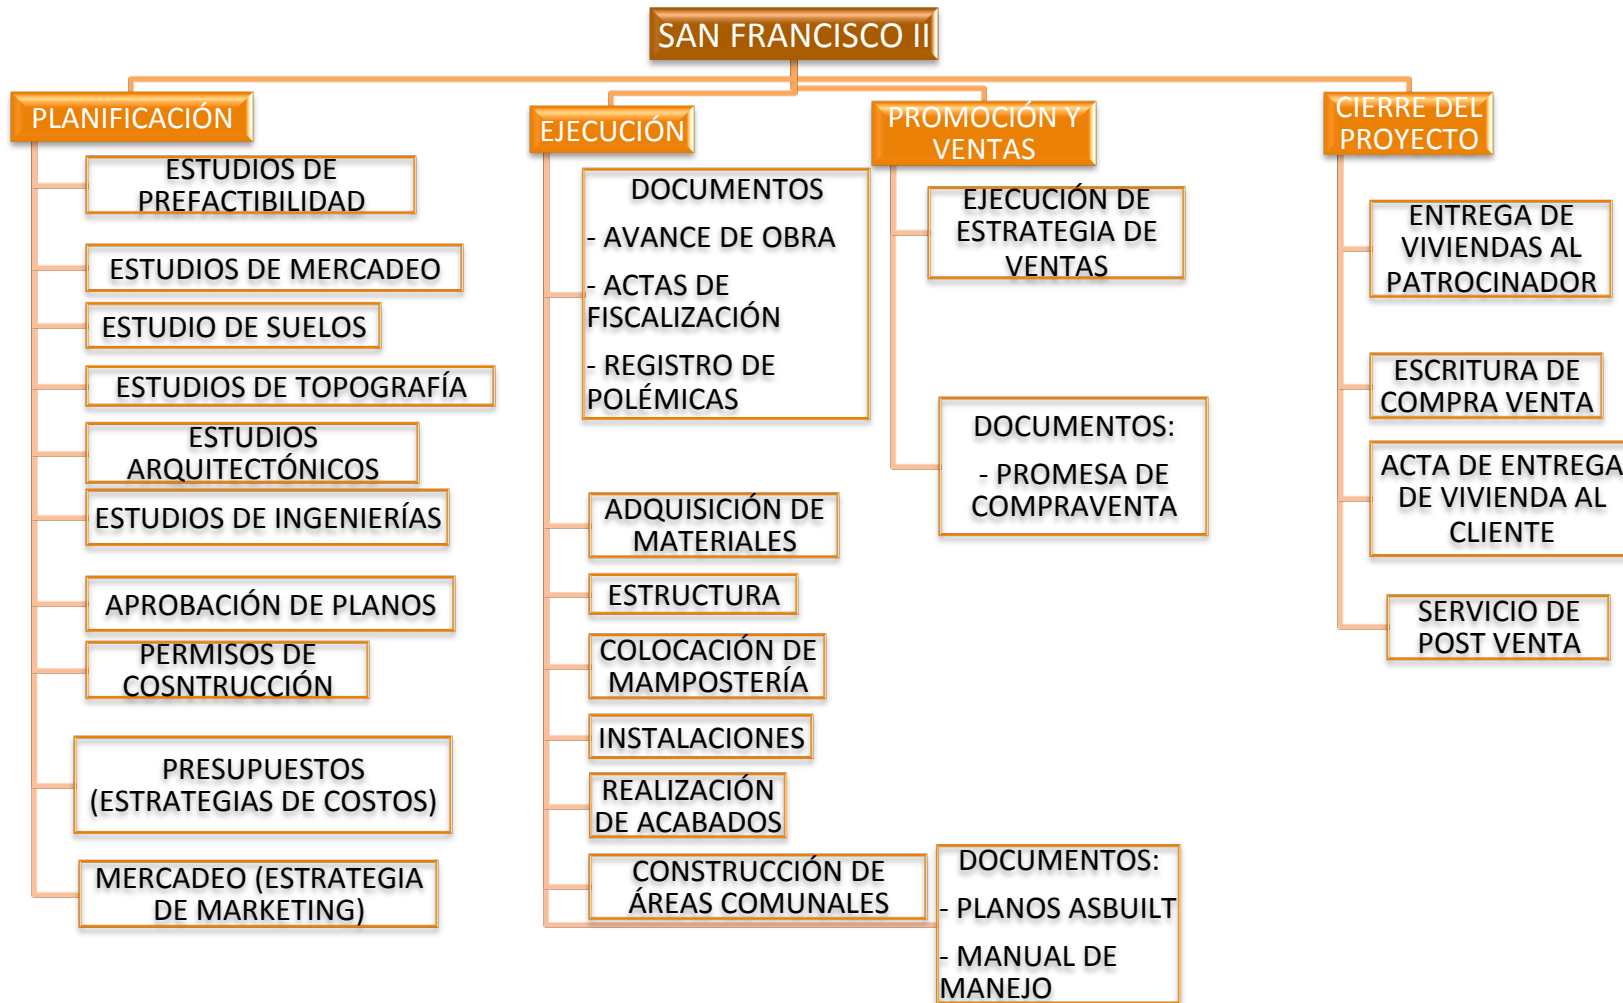 SAN FRANCISCO II
PLANIFICACIÓN
ESTUDIOS DE
PREFACTIBILIDAD
ESTUDIOS DE MERCADEO
ESTUDIO DE SUELOS
ESTUDIOS DE TOPOGRAFÍA
ESTUDIOS
ARQUITECTÓNICOS
ESTUDIOS DE INGENIERÍAS
APROBACIÓN DE PLANOS
PERMISOS DE
COSNTRUCCIÓN
PRESUPUESTOS
(ESTRATEGIAS DE COSTOS)
MERCADEO (ESTRATEGIA
DE MARKETING)
EJECUCIÓN
DOCUMENTOS
- AVANCE DE OBRA
- ACTAS DE
FISCALIZACIÓN
- REGISTRO DE
POLÉMICAS
ADQUISICIÓN DE
MATERIALES
ESTRUCTURA
COLOCACIÓN DE
MAMPOSTERÍA
INSTALACIONES
REALIZACIÓN
DE ACABADOS
CONSTRUCCIÓN DE
ÁREAS COMUNALES
DOCUMENTOS:
- PLANOS ASBUILT
- MANUAL DE
MANEJO
PROMOCIÓN Y
VENTAS
EJECUCIÓN DE
ESTRATEGIA DE
VENTAS
DOCUMENTOS:
- PROMESA DE
COMPRAVENTA
CIERRE DEL
PROYECTO
ENTREGA DE
VIVIENDAS AL
PATROCINADOR
ESCRITURA DE
COMPRA VENTA
ACTA DE ENTREGA
DE VIVIENDA AL
CLIENTE
SERVICIO DE
POST VENTA